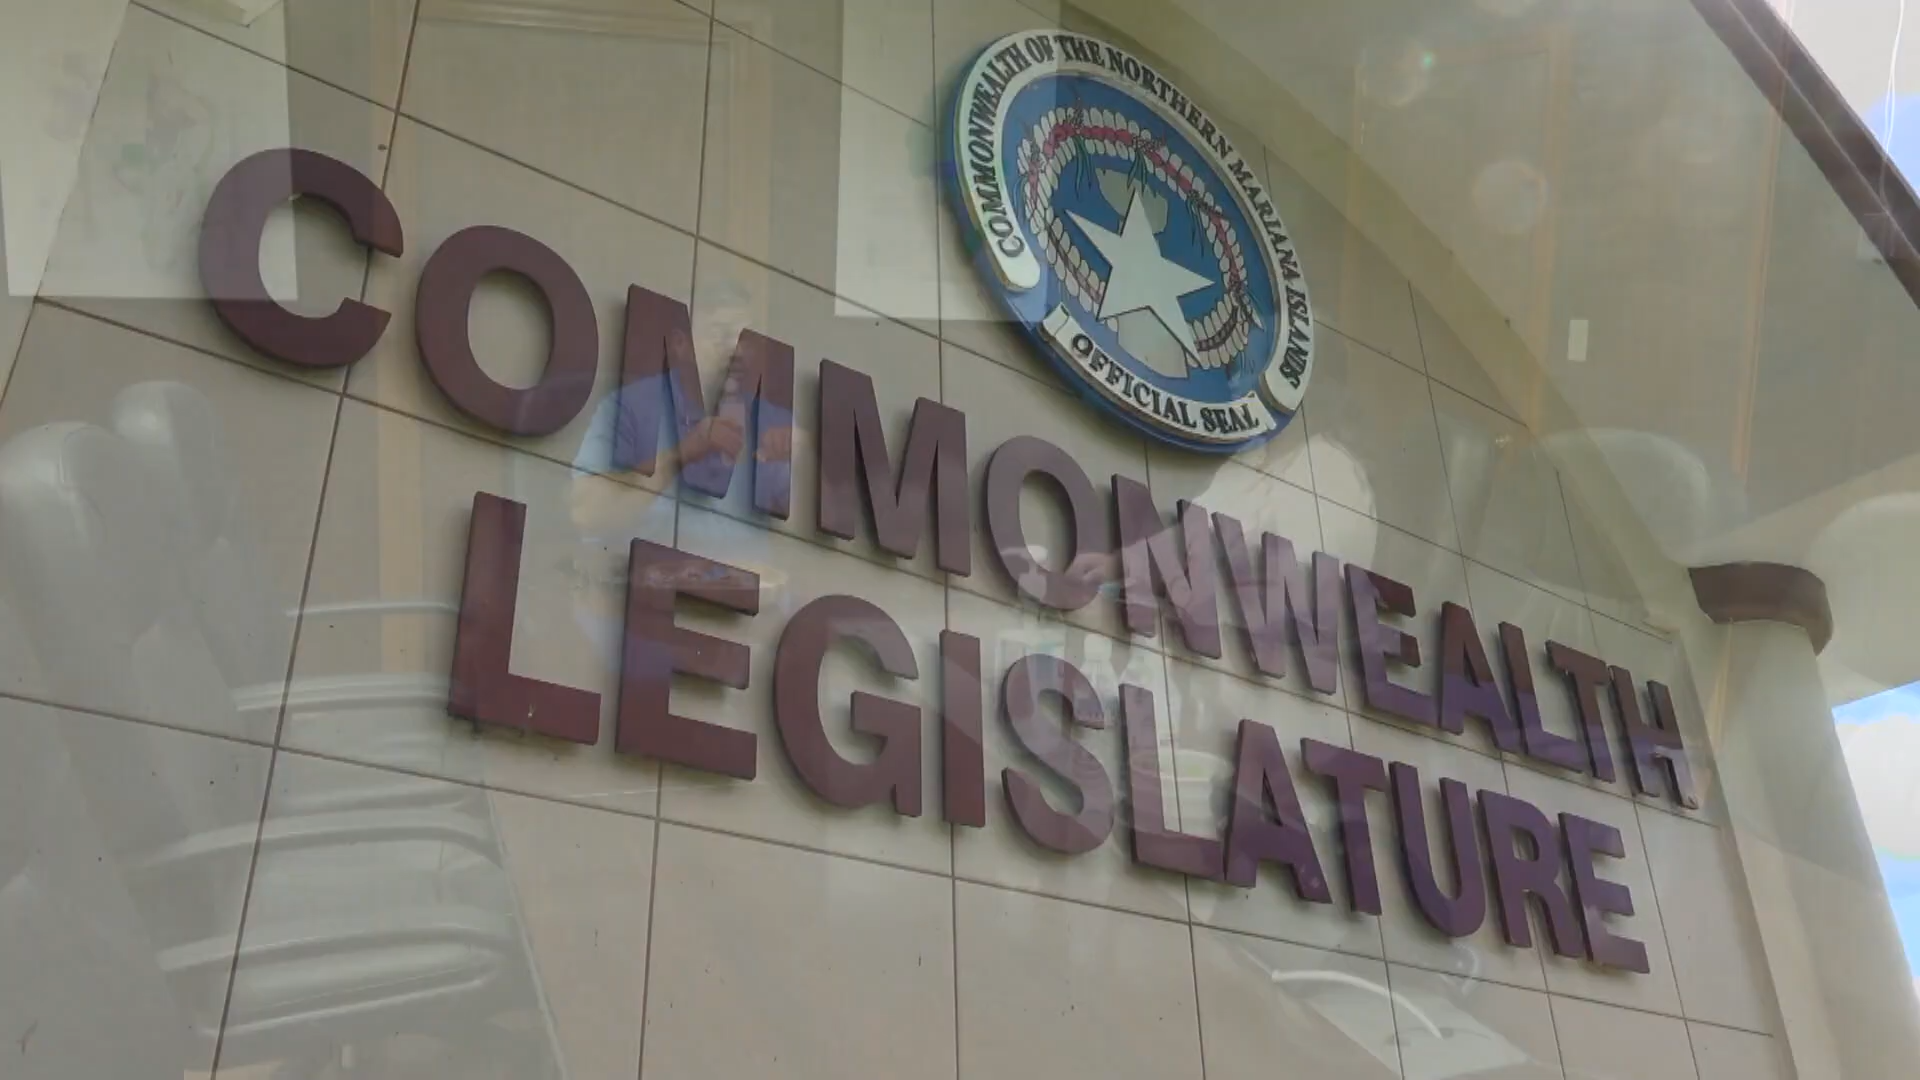 COMMONWEALTH OF THE NORTHERN MARIANA ISLANDS
OFFICIAL SEAL
COMMONWEALTH
LEGISLATURE